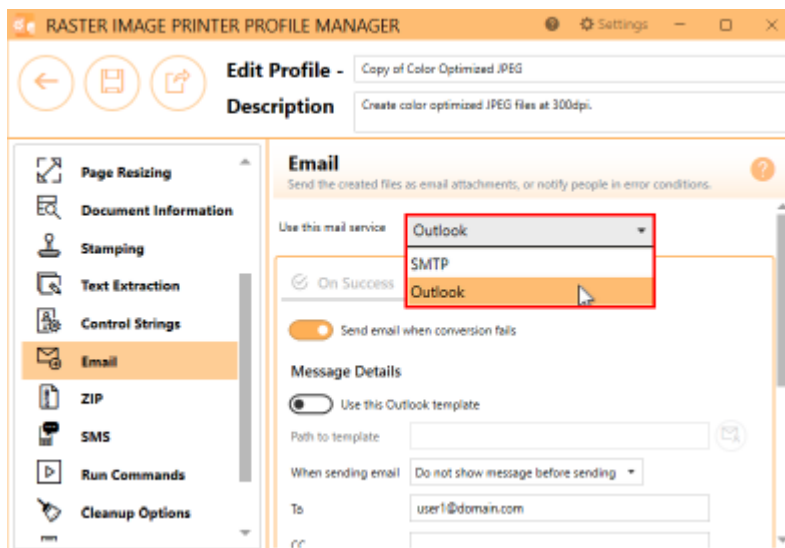 RASTER IMAGE PRINTER PROFILE MANAGER
Settings
Edit Profile - Copy of Color Optimized JPEG
Description Create color optimized JPEG files at 300dpi.
Page Resizing
Document Information
Stamping
Text Extraction
Control Strings
Email
ZIP
SMS
Run Commands
Cleanup Options
Email
Send the created files as email attachments, or notify people in error conditions.
Use this mail service Outlook
SMTP
Outlook
On Success
Send email when conversion fails
Message Details
Use this Outlook template
Path to template
When sending email Do not show message before sending
To user1@domain.com
CC